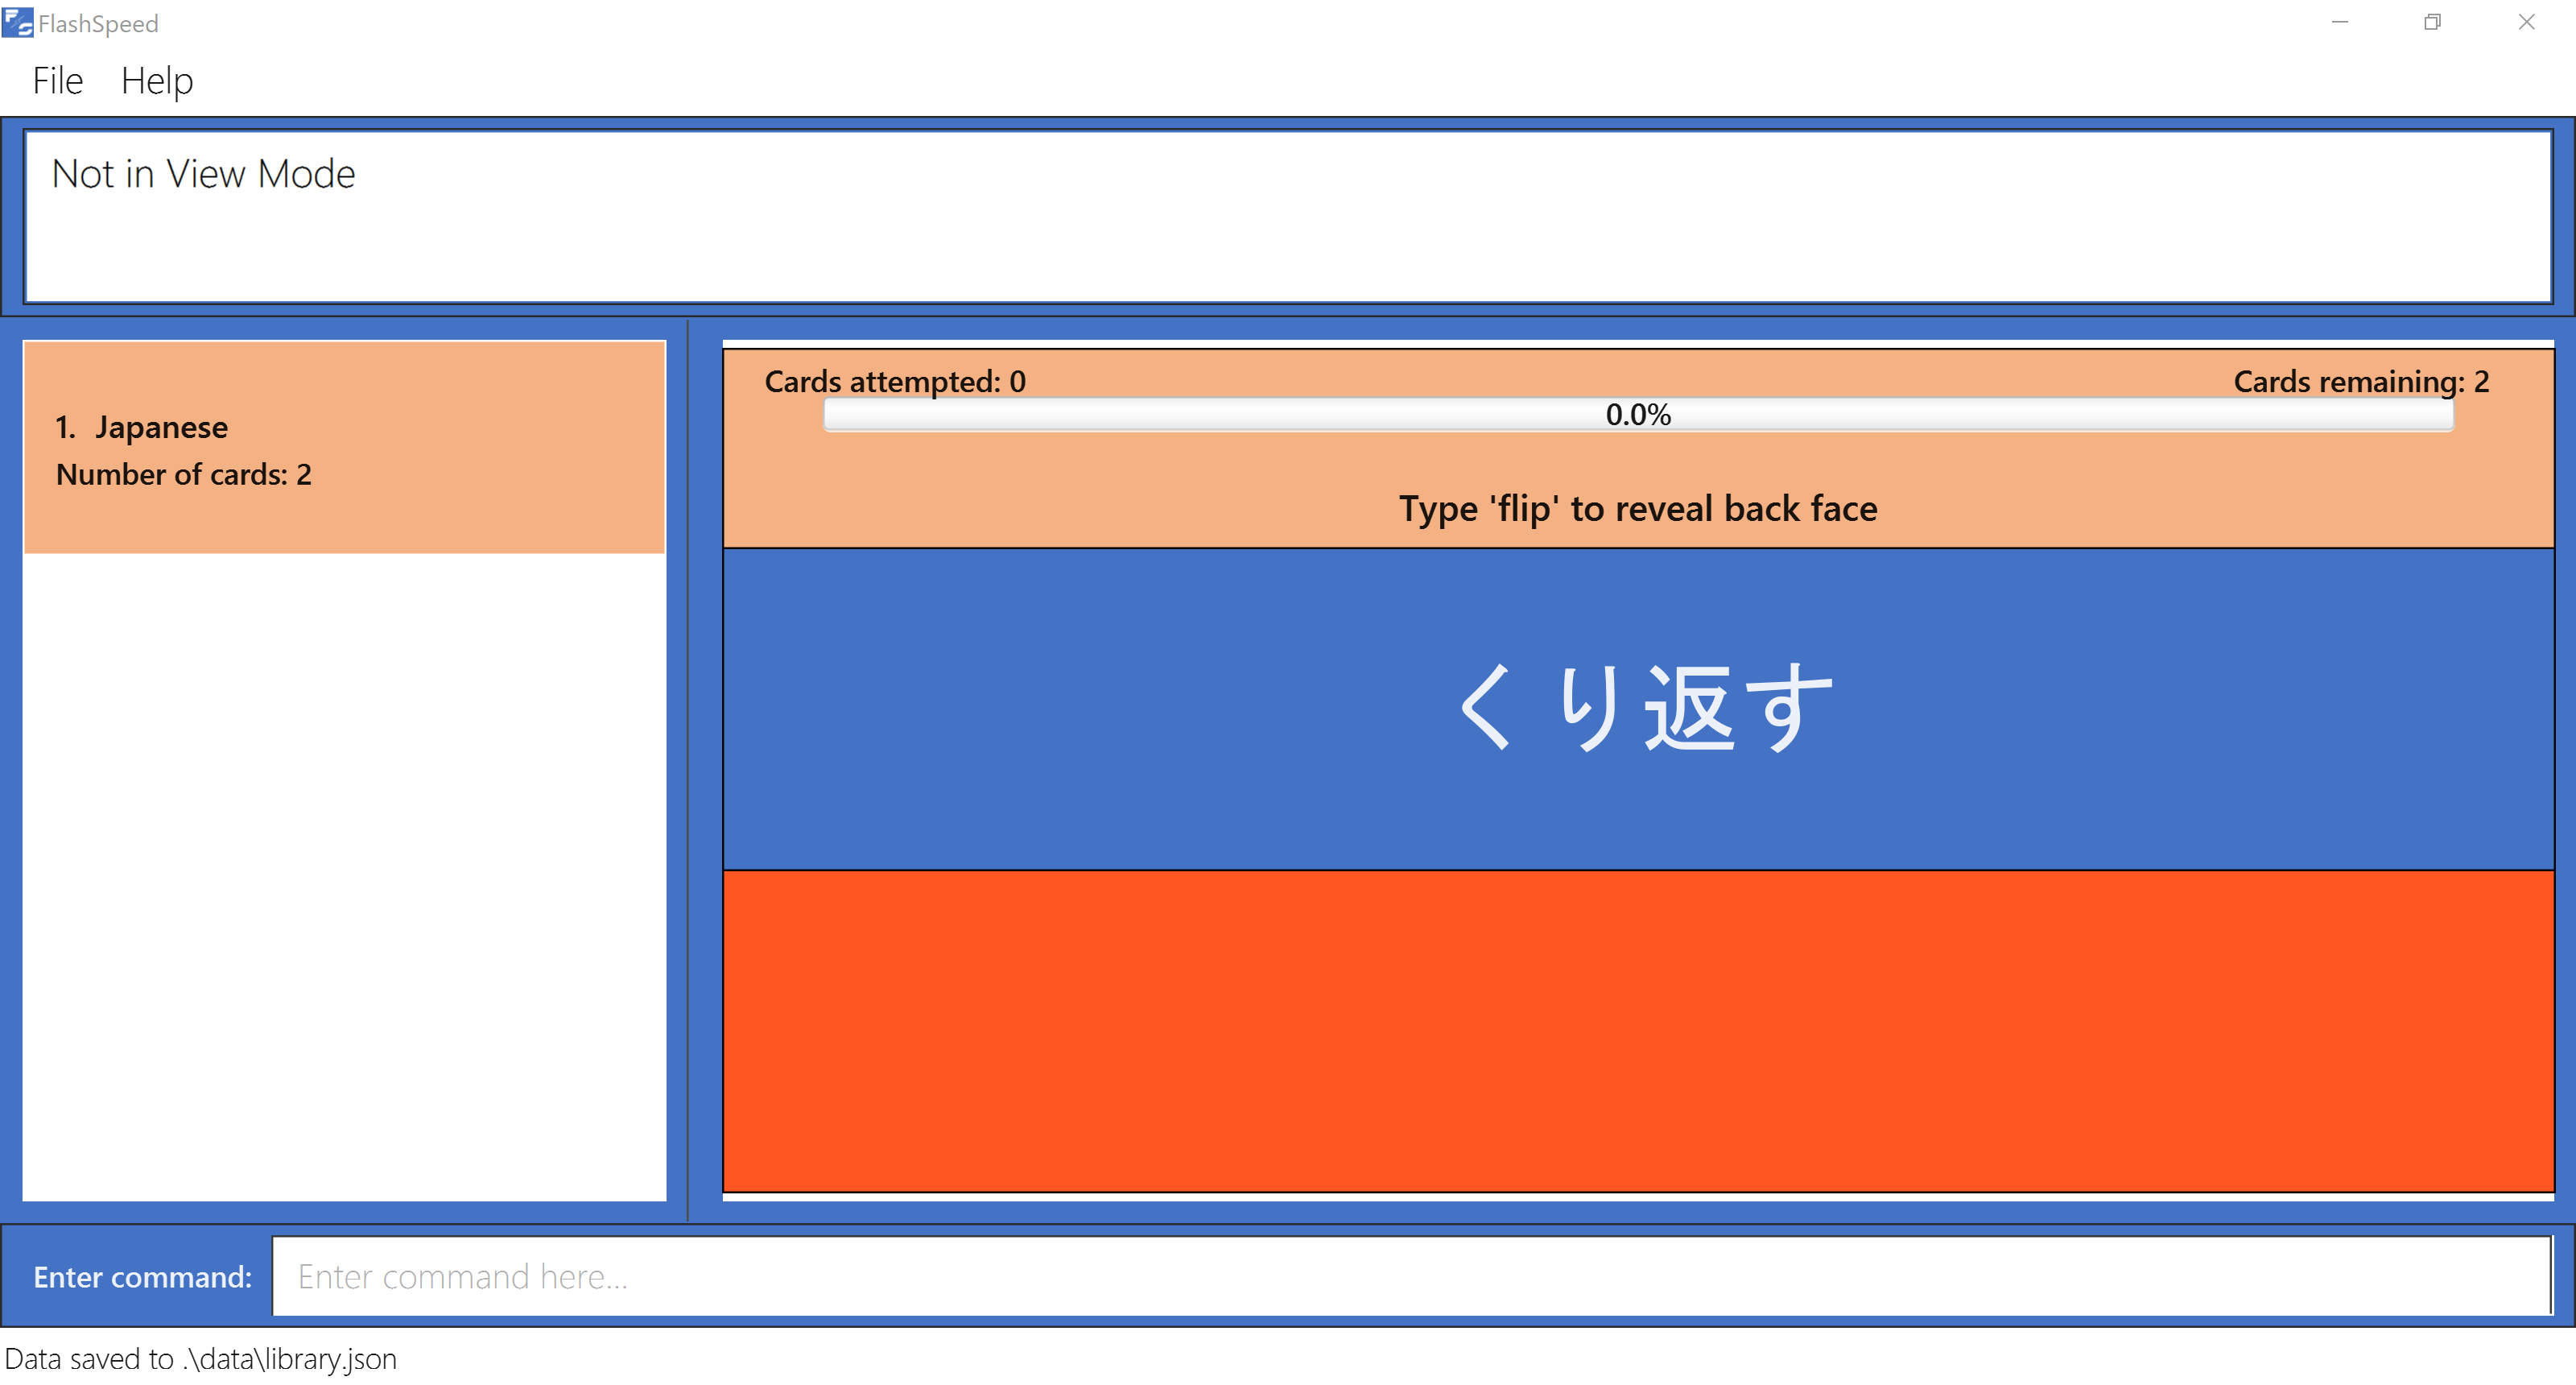 FlashSpeed
File Help
Not in View Mode
1. Japanese
Number of cards: 2
Cards attempted: 0
Cards remaining: 2
0.0%
Type 'flip' to reveal back face
くり返す
Enter command:
Enter command here...
Data saved to .\data\library.json